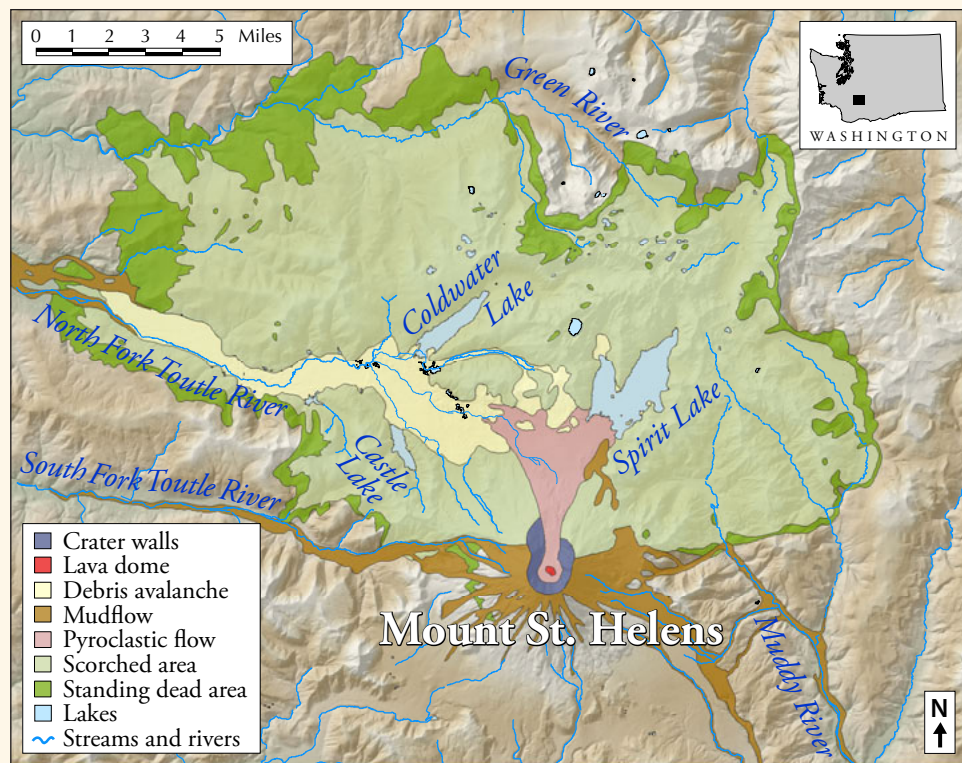 0 1 2 3 4 5 Miles
WASHINGTON
Green River
Coldwater
Lake
North Fork Toutle River
Spirit Lake
Castle
Lake
South Fork Toutle River
Mount St. Helens
Muddy River
Crater walls
Lava dome
Debris avalanche
Mudflow
Pyroclastic flow
Scorched area
Standing dead area
Lakes
Streams and rivers
N